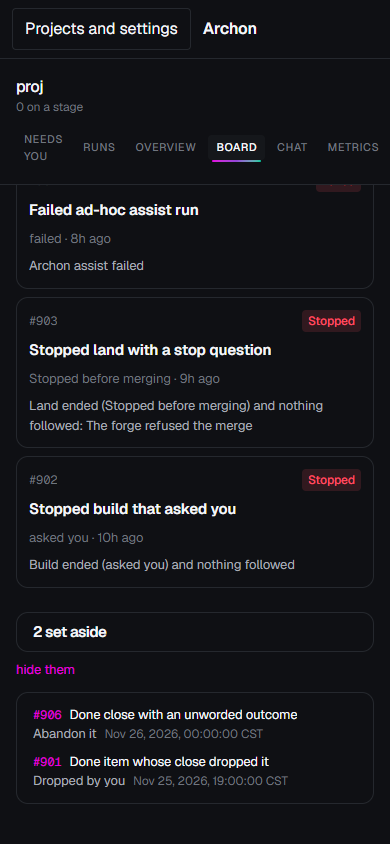 Projects and settings
Archon
proj
0 on a stage
NEEDS YOU
RUNS
OVERVIEW
BOARD
CHAT
METRICS
Failed ad-hoc assist run
failed · 8h ago
Archon assist failed
#903
Stopped
Stopped land with a stop question
Stopped before merging · 9h ago
Land ended (Stopped before merging) and nothing
followed: The forge refused the merge
#902
Stopped
Stopped build that asked you
asked you · 10h ago
Build ended (asked you) and nothing followed
2 set aside
hide them
#906 Done close with an unworded outcome
Abandon it Nov 26, 2026, 00:00:00 CST
#901 Done item whose close dropped it
Dropped by you Nov 25, 2026, 19:00:00 CST